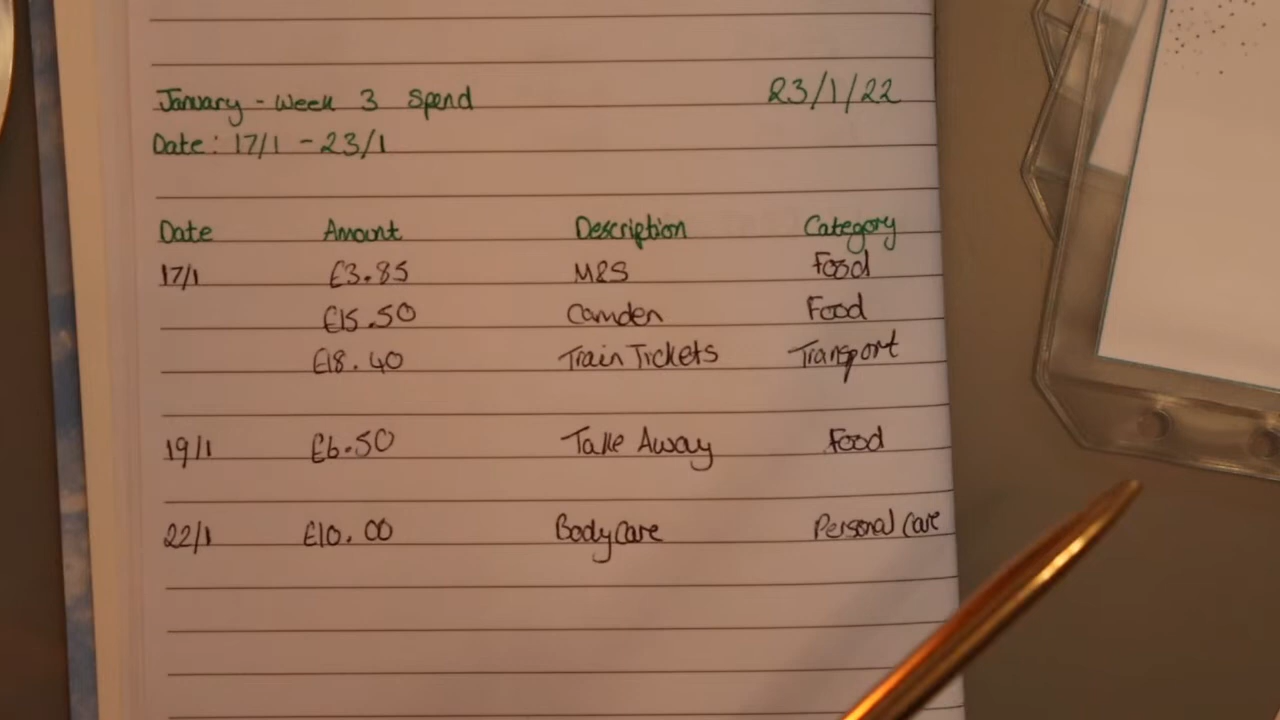 January - Week 3 Spend 23/1/22
Date: 17/1 - 23/1
Date Amount Description Category
17/1 £3.85 M&S Food
£15.50 Camden Food
£18.40 Train Tickets Transport
19/1 £6.50 Take Away Food
22/1 £10.00 Bodycare Personal Care